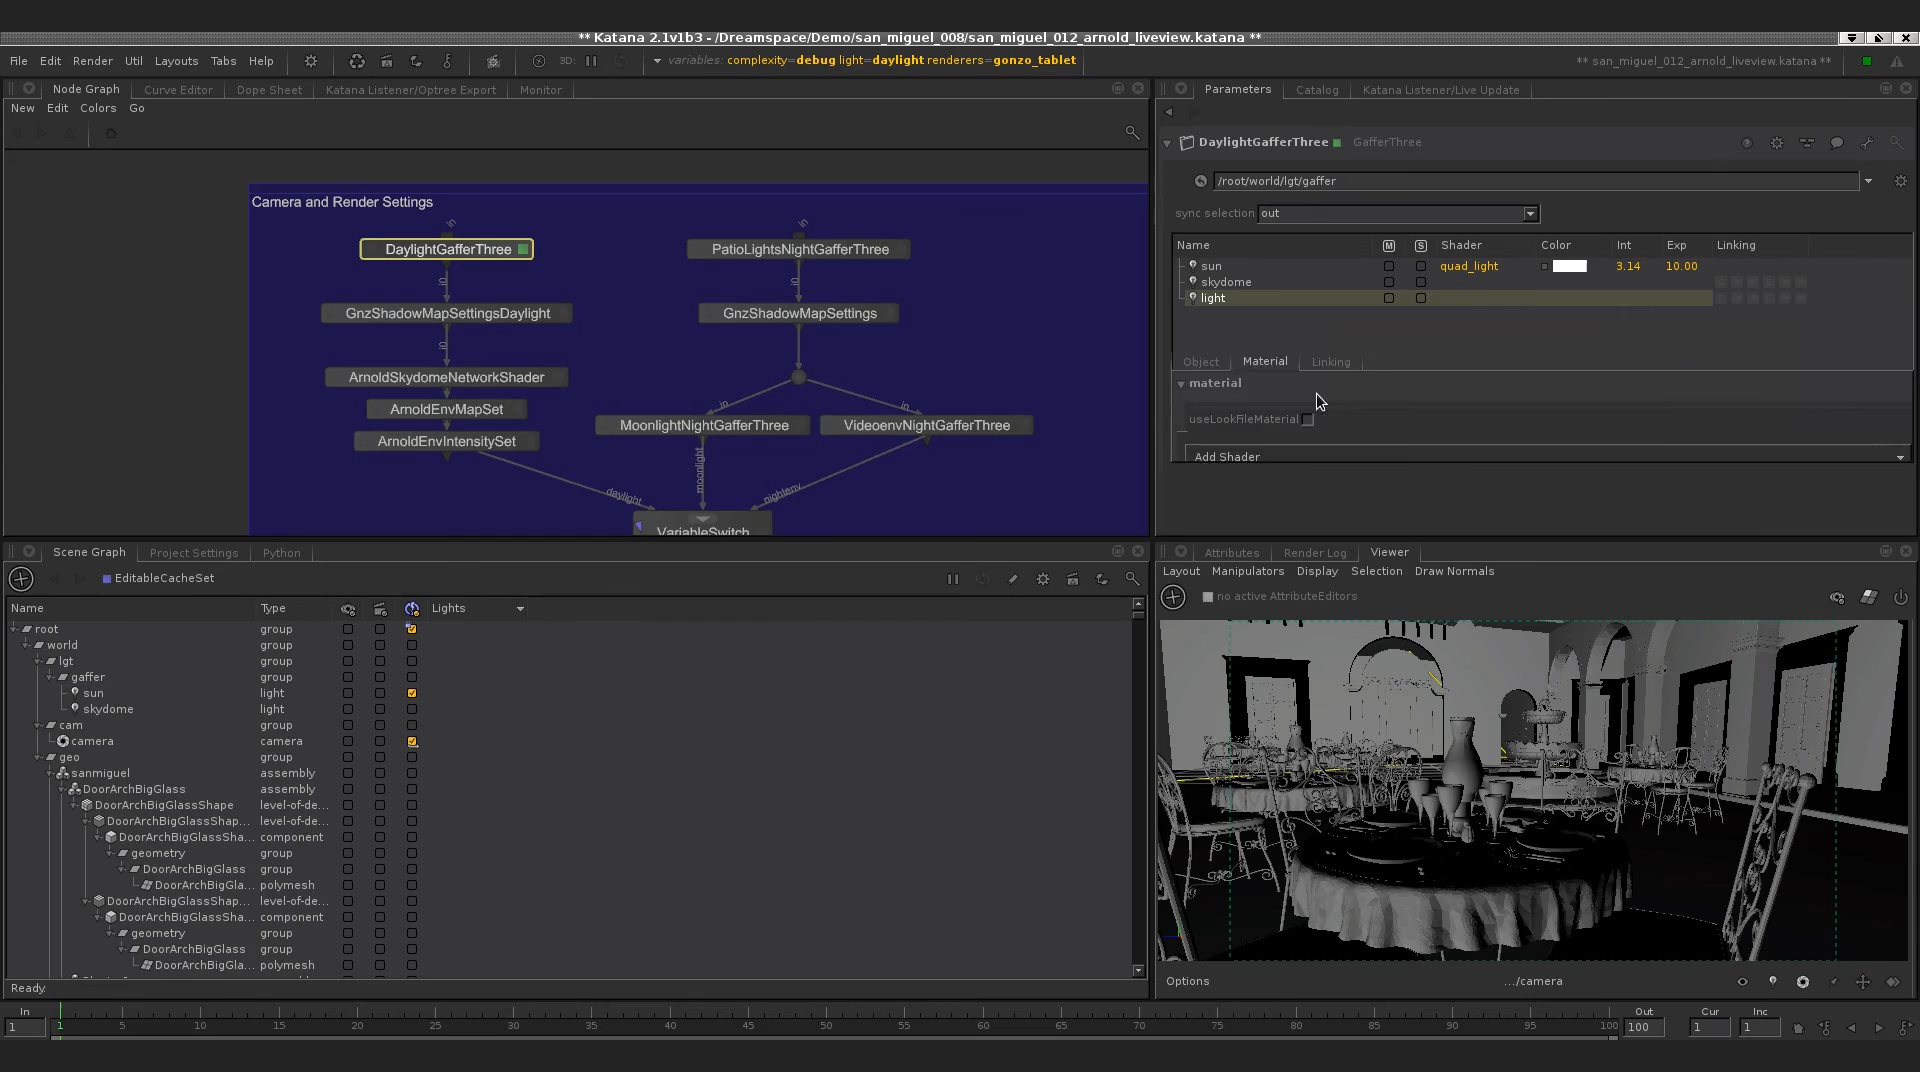 ** Katana 2.1v1b3 - /Dreamspace/Demo/san_miguel_008/san_miguel_012_arnold_liveview.katana **
File Edit Render Util Layouts Tabs Help 3D: variables: complexity=debug light=daylight renderers=gonzo_tablet ** san_miguel_012_arnold_liveview.katana **
Node Graph Curve Editor Dope Sheet Katana Listener/Optree Export Monitor
New Edit Colors Go
Camera and Render Settings
in in
DaylightGafferThree PatioLightsNightGafferThree
in in
GnzShadowMapSettingsDaylight GnzShadowMapSettings
in
ArnoldSkydomeNetworkShader
in in
ArnoldEnvMapSet
MoonlightNightGafferThree VideoenvNightGafferThree
ArnoldEnvIntensitySet
daylight moonlight nightenv
VariableSwitch
Parameters Catalog Katana Listener/Live Update
DaylightGafferThree GafferThree
/root/world/lgt/gaffer
sync selection out
Name M S Shader Color Int Exp Linking
sun quad_light 3.14 10.00
skydome
light
Object Material Linking
material
useLookFileMaterial
Add Shader
Scene Graph Project Settings Python
EditableCacheSet
Name Type Lights
root group
world group
lgt group
gaffer group
sun light
skydome light
cam group
camera camera
geo group
sanmiguel assembly
DoorArchBigGlass assembly
DoorArchBigGlassShape level-of-de...
DoorArchBigGlassShap... level-of-de...
DoorArchBigGlassSha... component
geometry group
DoorArchBigGlass group
DoorArchBigGla... polymesh
DoorArchBigGlassShap... level-of-de...
DoorArchBigGlassSha... component
geometry group
DoorArchBigGlass group
DoorArchBigGla... polymesh
Ready
Attributes Render Log Viewer
Layout Manipulators Display Selection Draw Normals
no active AttributeEditors
Options .../camera
In Out Cur Inc
1 1 5 10 15 20 25 30 35 40 45 50 55 60 65 70 75 80 85 90 95 100 100 1 1